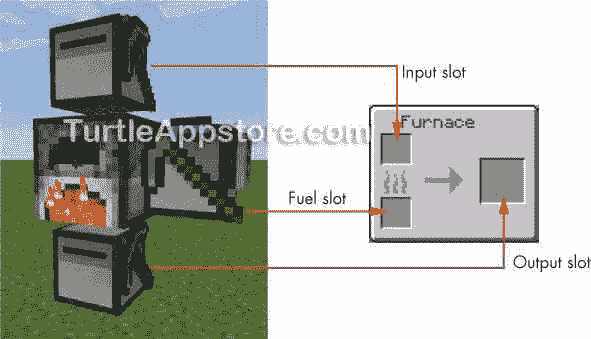 Input slot
TurtleAppstore.com
Furnace
Fuel slot
Output slot